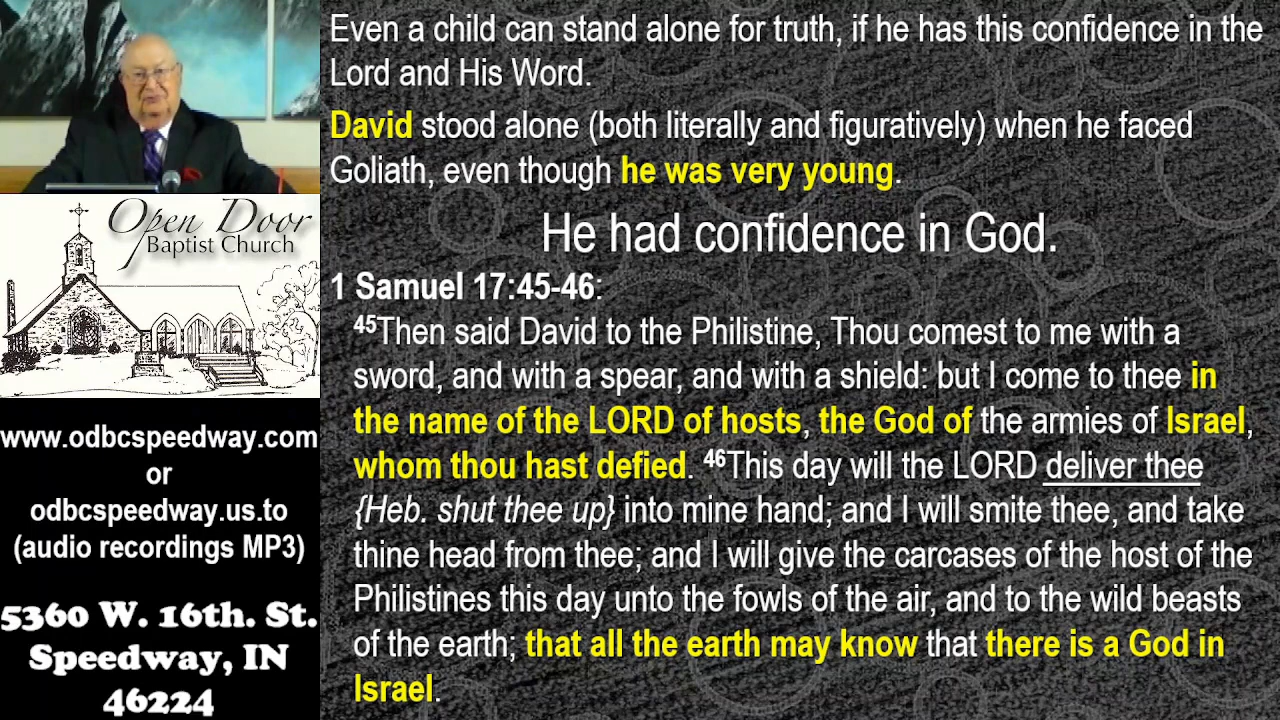 Even a child can stand alone for truth, if he has this confidence in the
Lord and His Word.
David stood alone (both literally and figuratively) when he faced
Goliath, even though he was very young.
He had confidence in God.
1 Samuel 17:45-46:
45Then said David to the Philistine, Thou comest to me with a
sword, and with a spear, and with a shield: but I come to thee in
the name of the LORD of hosts, the God of the armies of Israel,
whom thou hast defied. 46This day will the LORD deliver thee
{Heb. shut thee up} into mine hand; and I will smite thee, and take
thine head from thee; and I will give the carcases of the host of the
Philistines this day unto the fowls of the air, and to the wild beasts
of the earth; that all the earth may know that there is a God in
Israel.
Open Door
Baptist Church
www.odbcspeedway.com
or
odbcspeedway.us.to
(audio recordings MP3)
5360 W. 16th. St.
Speedway, IN
46224